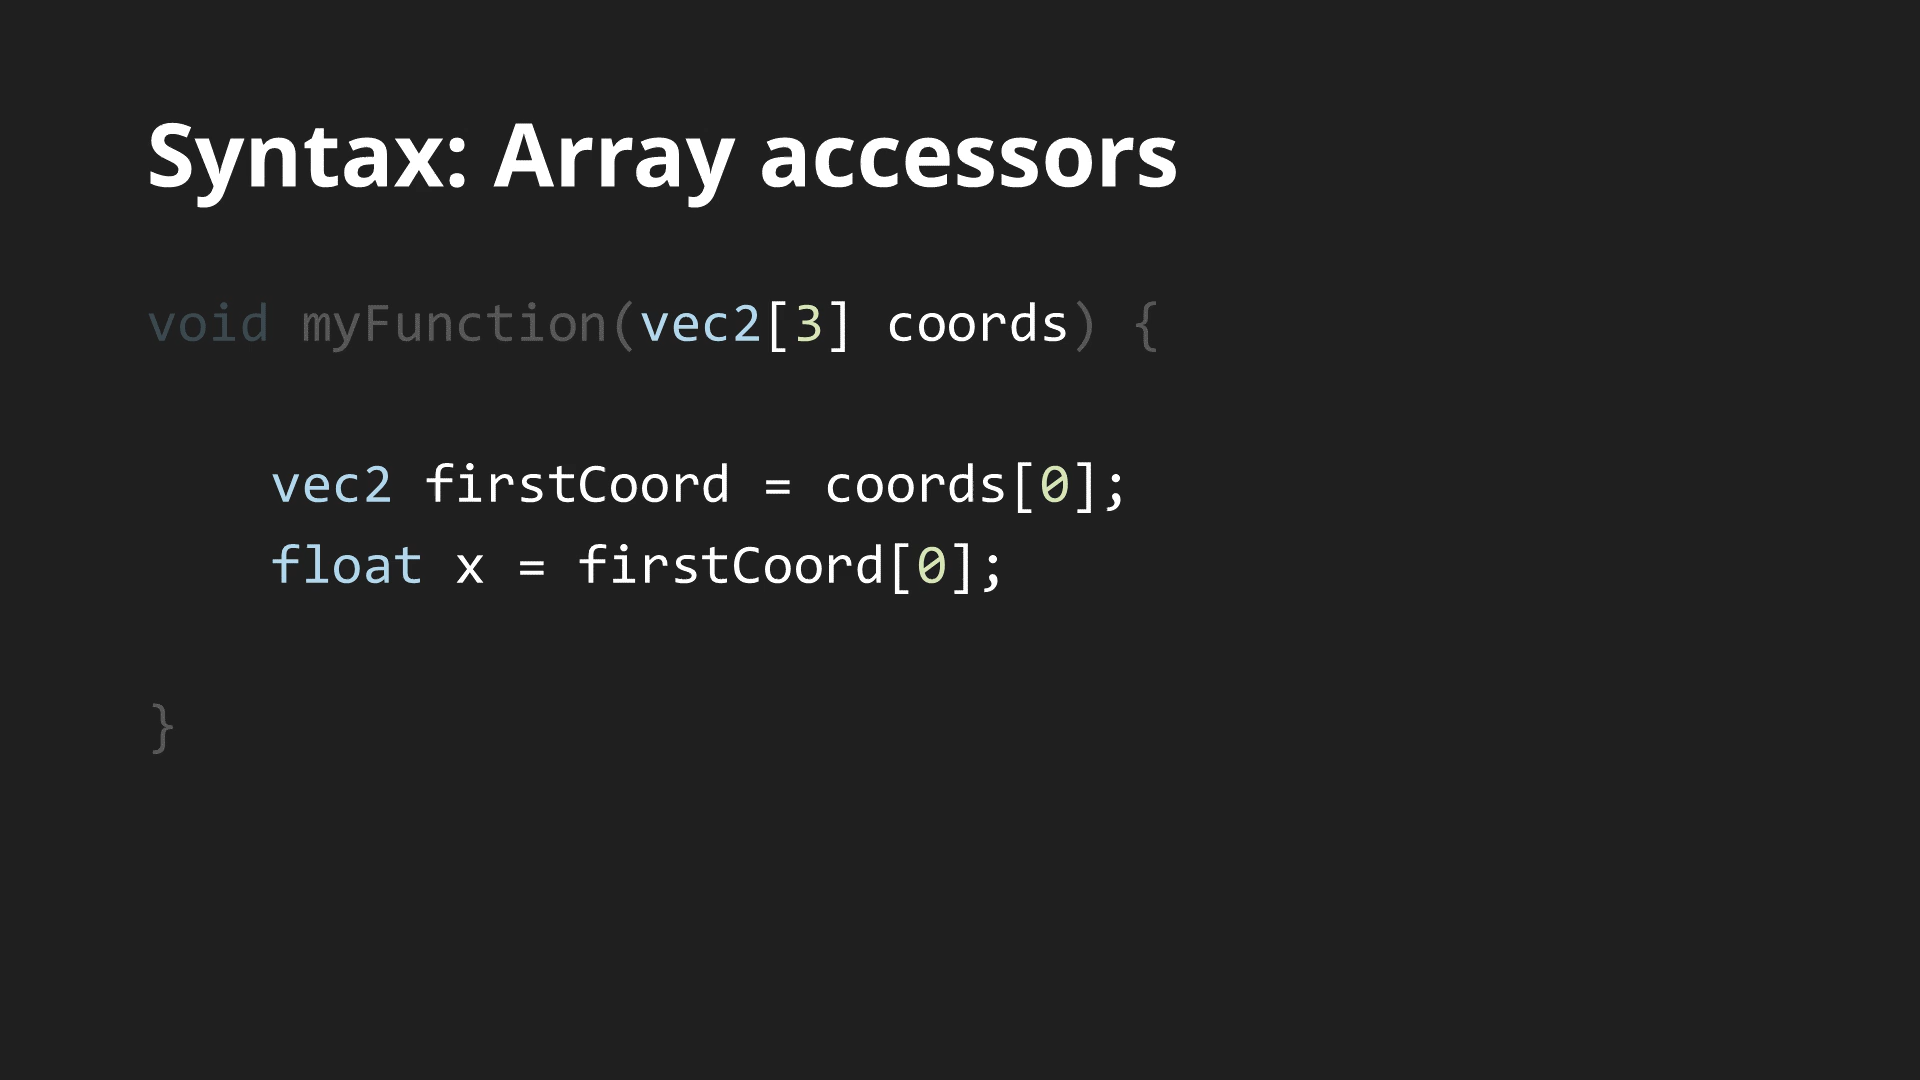 Syntax: Array accessors
void myFunction(vec2[3] coords) {
vec2 firstCoord = coords[0];
float x = firstCoord[0];
}